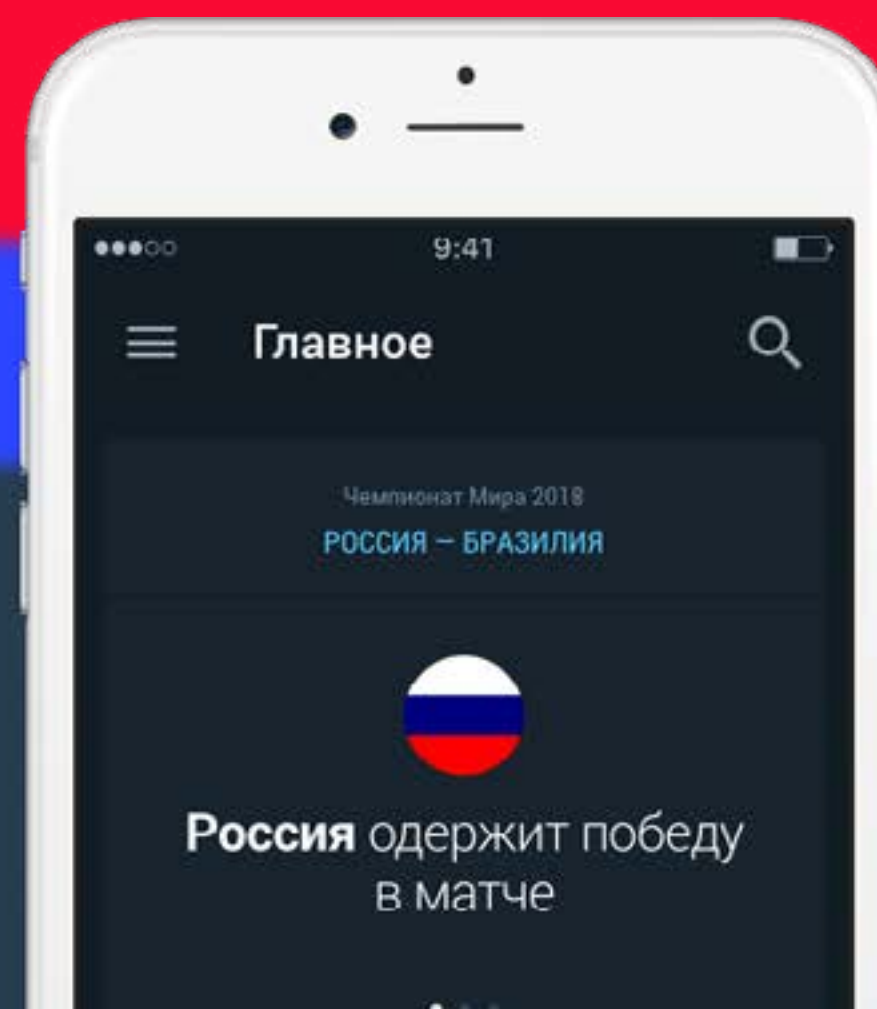 9:41
Главное
Чемпионат Мира 2018
РОССИЯ – БРАЗИЛИЯ
Россия одержит победу
в матче